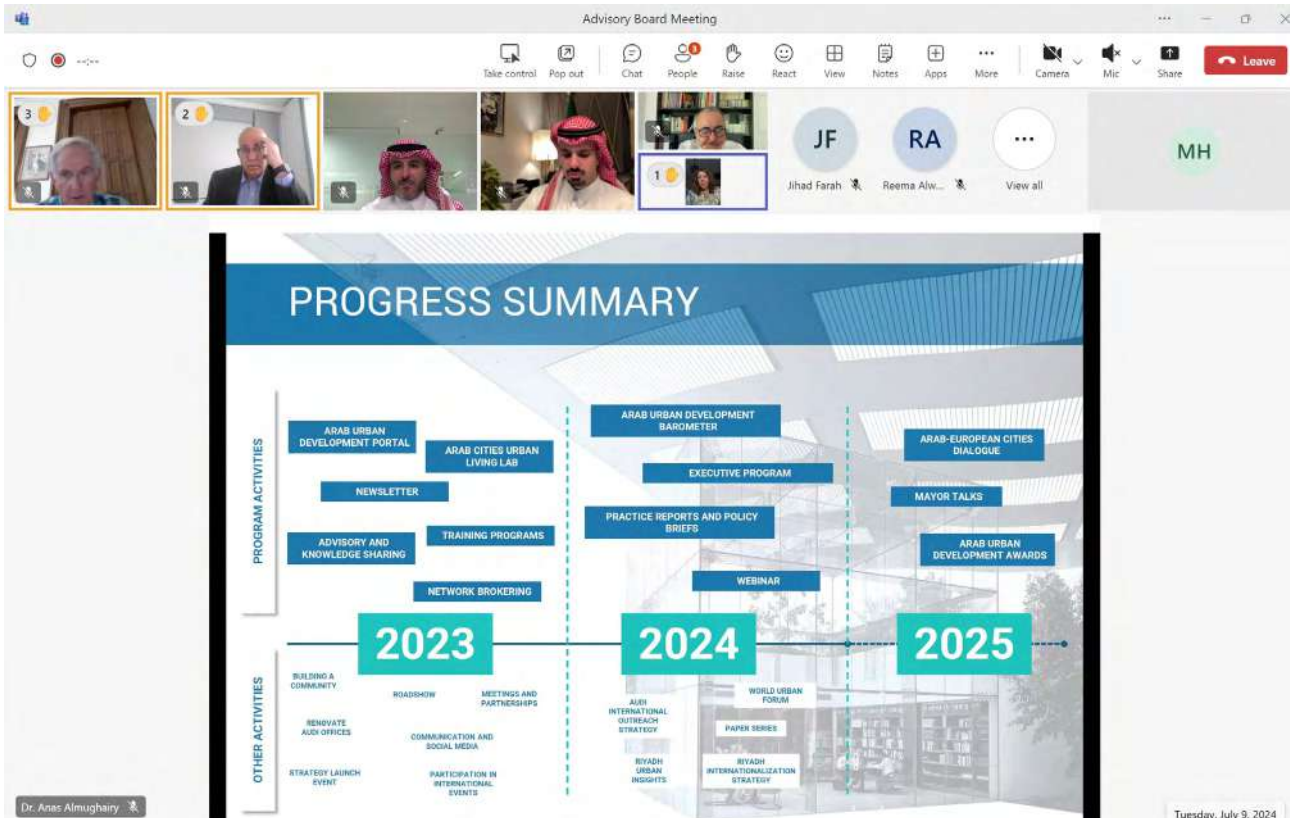 Advisory Board Meeting
--:--
Take control
Pop out
Chat
3
People
Raise
React
View
Notes
Apps
More
Camera
Mic
Share
Leave
3
2
1
JF
Jihad Farah
RA
Reema Alw...
View all
MH
PROGRESS SUMMARY
PROGRAM ACTIVITIES
ARAB URBAN
DEVELOPMENT PORTAL
ARAB CITIES URBAN
LIVING LAB
NEWSLETTER
ADVISORY AND
KNOWLEDGE SHARING
TRAINING PROGRAMS
NETWORK BROKERING
ARAB URBAN DEVELOPMENT
BAROMETER
EXECUTIVE PROGRAM
PRACTICE REPORTS AND POLICY
BRIEFS
WEBINAR
ARAB-EUROPEAN CITIES
DIALOGUE
MAYOR TALKS
ARAB URBAN
DEVELOPMENT AWARDS
2023
2024
2025
OTHER ACTIVITIES
BUILDING A
COMMUNITY
ROADSHOW
MEETINGS AND
PARTNERSHIPS
RENOVATE
AUDI OFFICES
COMMUNICATION AND
SOCIAL MEDIA
STRATEGY LAUNCH
EVENT
PARTICIPATION IN
INTERNATIONAL
EVENTS
AUDI
INTERNATIONAL
OUTREACH
STRATEGY
WORLD URBAN
FORUM
PAPER SERIES
RIYADH
URBAN
INSIGHTS
RIYADH
INTERNATIONALIZATION
STRATEGY
Dr. Anas Almughairy
Tuesday, July 9, 2024